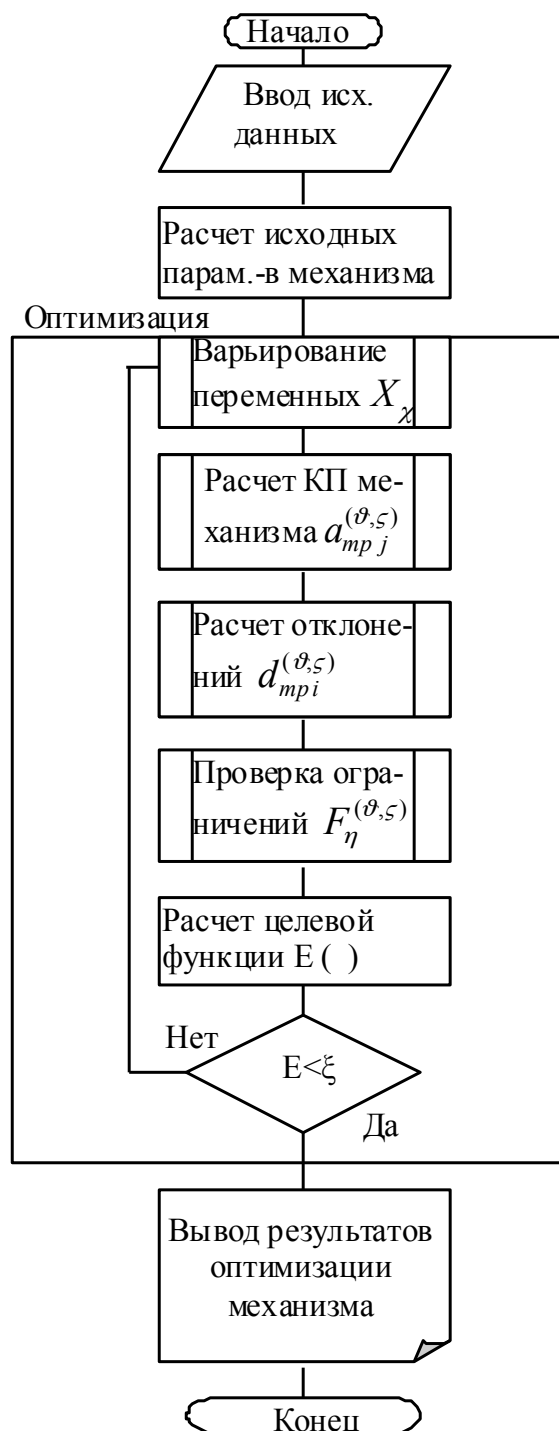 Начало
Ввод исх.
данных
Расчет исходных
парам.-в механизма
Оптимизация
Варьирование
переменных X_χ
Расчет КП ме-
ханизма a_{mp j}^{(ϑ,ς)}
Расчет отклоне-
ний d_{mp i}^{(ϑ,ς)}
Проверка огра-
ничений F_η^{(ϑ,ς)}
Расчет целевой
функции E ( )
Нет
E<ξ
Да
Вывод результатов
оптимизации
механизма
Конец